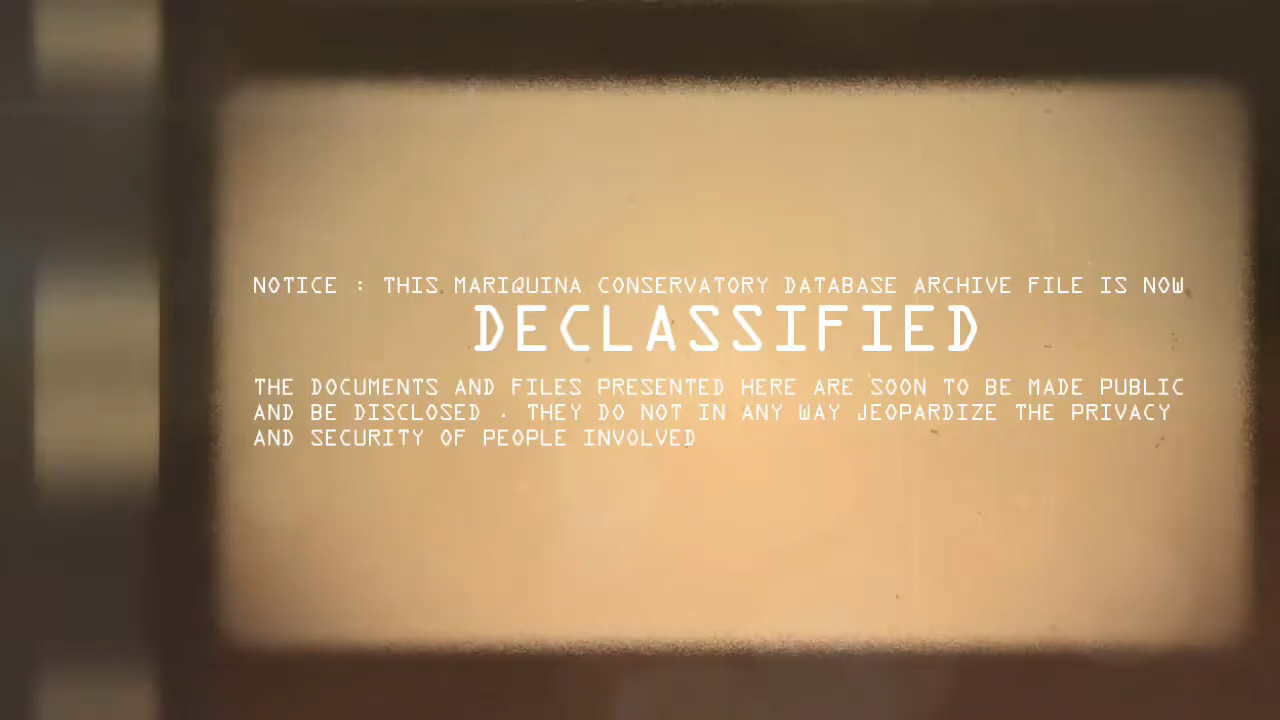 NOTICE : THIS MARIQUINA CONSERVATORY DATABASE ARCHIVE FILE IS NOW
DECLASSIFIED
THE DOCUMENTS AND FILES PRESENTED HERE ARE SOON TO BE MADE PUBLIC
AND BE DISCLOSED . THEY DO NOT IN ANY WAY JEOPARDIZE THE PRIVACY
AND SECURITY OF PEOPLE INVOLVED